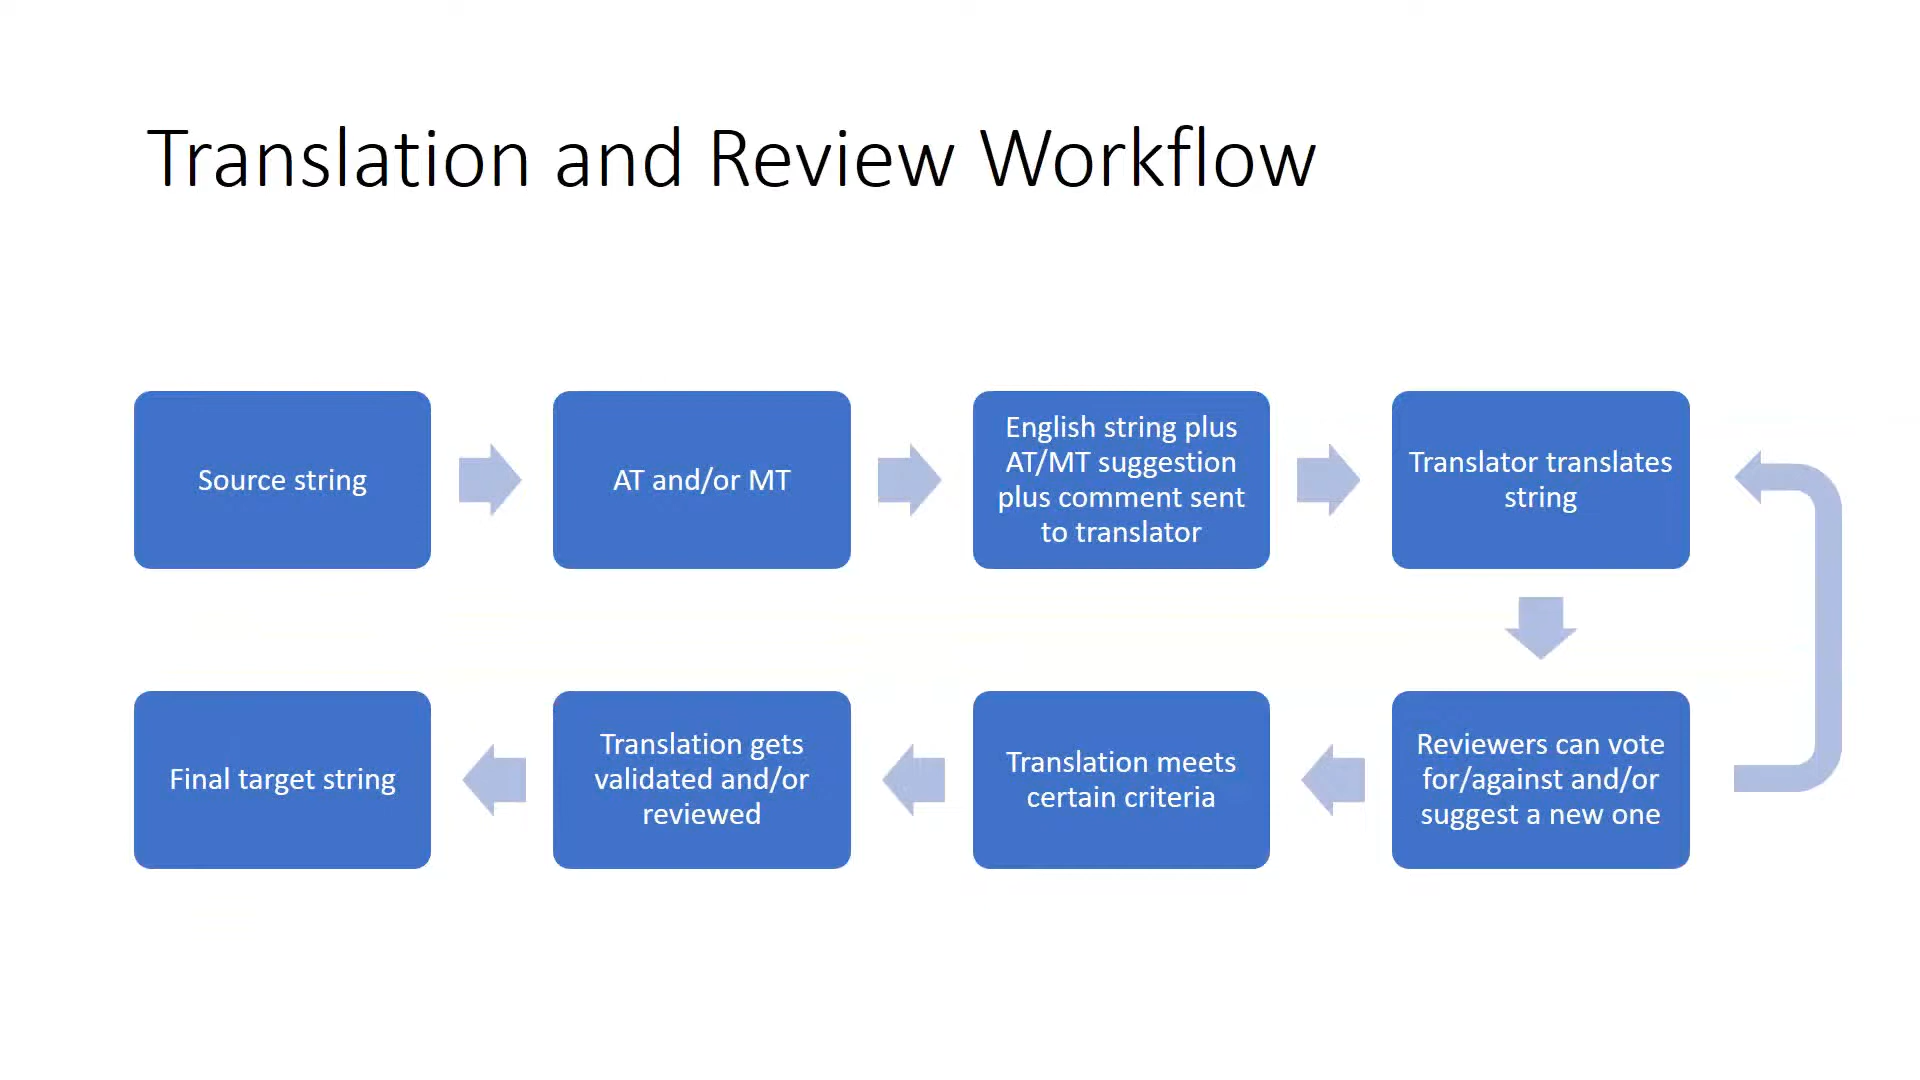 Translation and Review Workflow
Source string
AT and/or MT
English string plus
AT/MT suggestion
plus comment sent
to translator
Translator translates
string
Reviewers can vote
for/against and/or
suggest a new one
Translation meets
certain criteria
Translation gets
validated and/or
reviewed
Final target string